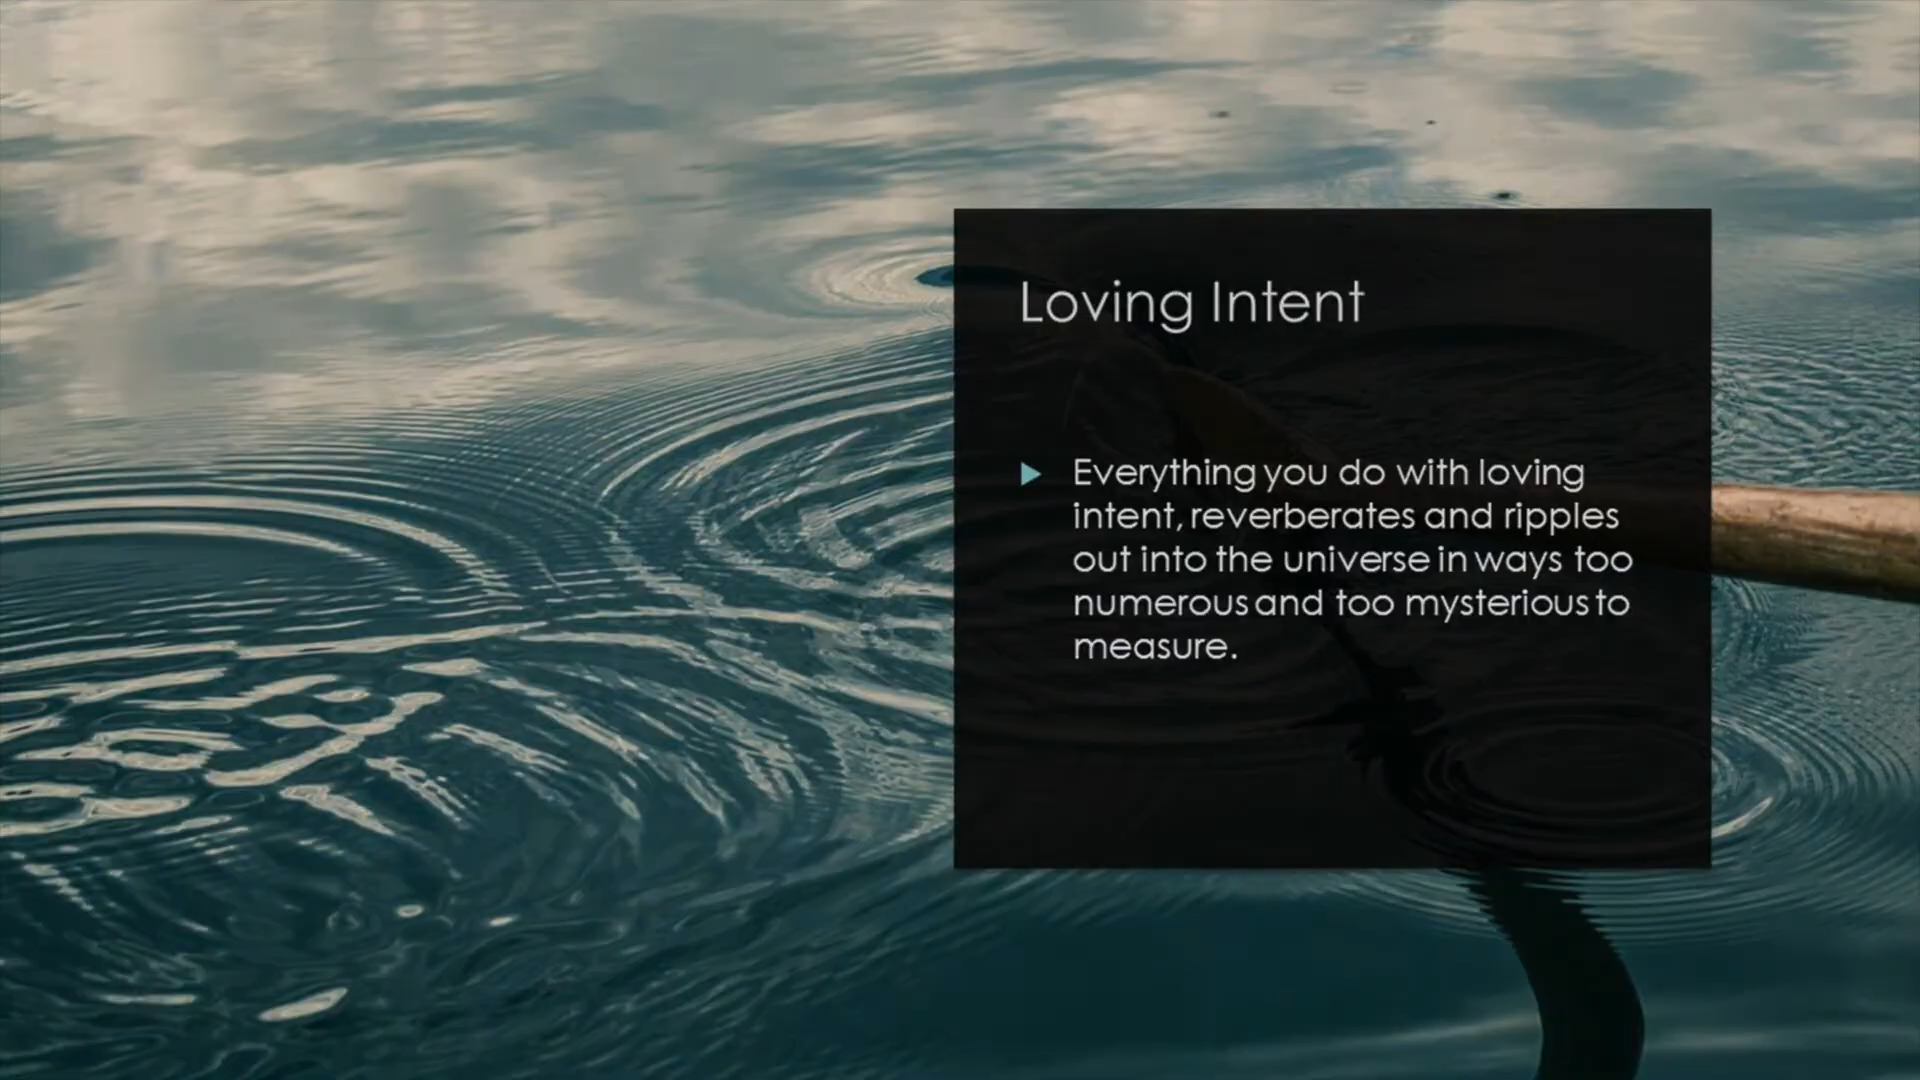 Loving Intent
Everything you do with loving
intent, reverberates and ripples
out into the universe in ways too
numerous and too mysterious to
measure.